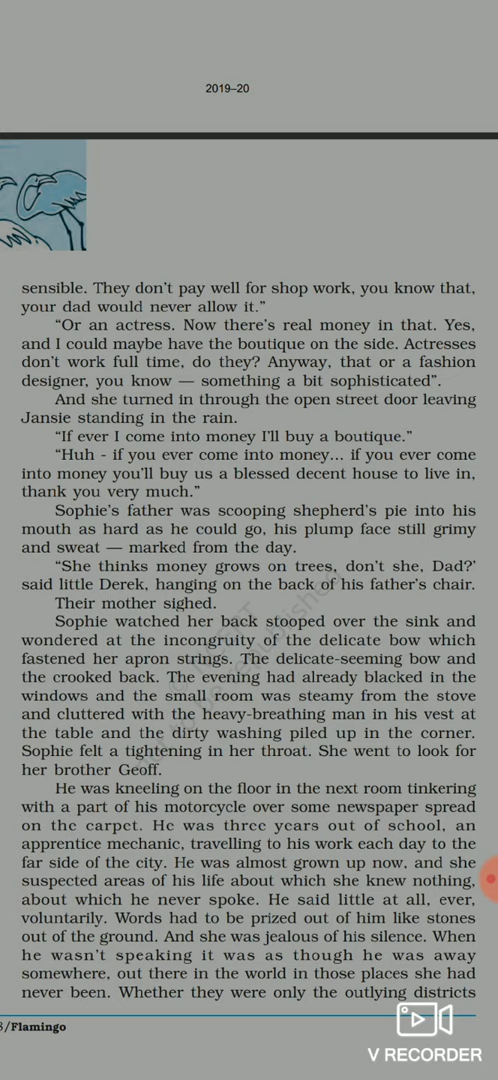 2019–20
sensible. They don't pay well for shop work, you know that,
your dad would never allow it."
"Or an actress. Now there's real money in that. Yes,
and I could maybe have the boutique on the side. Actresses
don't work full time, do they? Anyway, that or a fashion
designer, you know — something a bit sophisticated".
And she turned in through the open street door leaving
Jansie standing in the rain.
"If ever I come into money I'll buy a boutique."
"Huh - if you ever come into money... if you ever come
into money you'll buy us a blessed decent house to live in,
thank you very much."
Sophie's father was scooping shepherd's pie into his
mouth as hard as he could go, his plump face still grimy
and sweat — marked from the day.
"She thinks money grows on trees, don't she, Dad?'
said little Derek, hanging on the back of his father's chair.
Their mother sighed.
Sophie watched her back stooped over the sink and
wondered at the incongruity of the delicate bow which
fastened her apron strings. The delicate-seeming bow and
the crooked back. The evening had already blacked in the
windows and the small room was steamy from the stove
and cluttered with the heavy-breathing man in his vest at
the table and the dirty washing piled up in the corner.
Sophie felt a tightening in her throat. She went to look for
her brother Geoff.
He was kneeling on the floor in the next room tinkering
with a part of his motorcycle over some newspaper spread
on the carpet. He was three years out of school, an
apprentice mechanic, travelling to his work each day to the
far side of the city. He was almost grown up now, and she
suspected areas of his life about which she knew nothing,
about which he never spoke. He said little at all, ever,
voluntarily. Words had to be prized out of him like stones
out of the ground. And she was jealous of his silence. When
he wasn't speaking it was as though he was away
somewhere, out there in the world in those places she had
never been. Whether they were only the outlying districts
8/Flamingo
V RECORDER